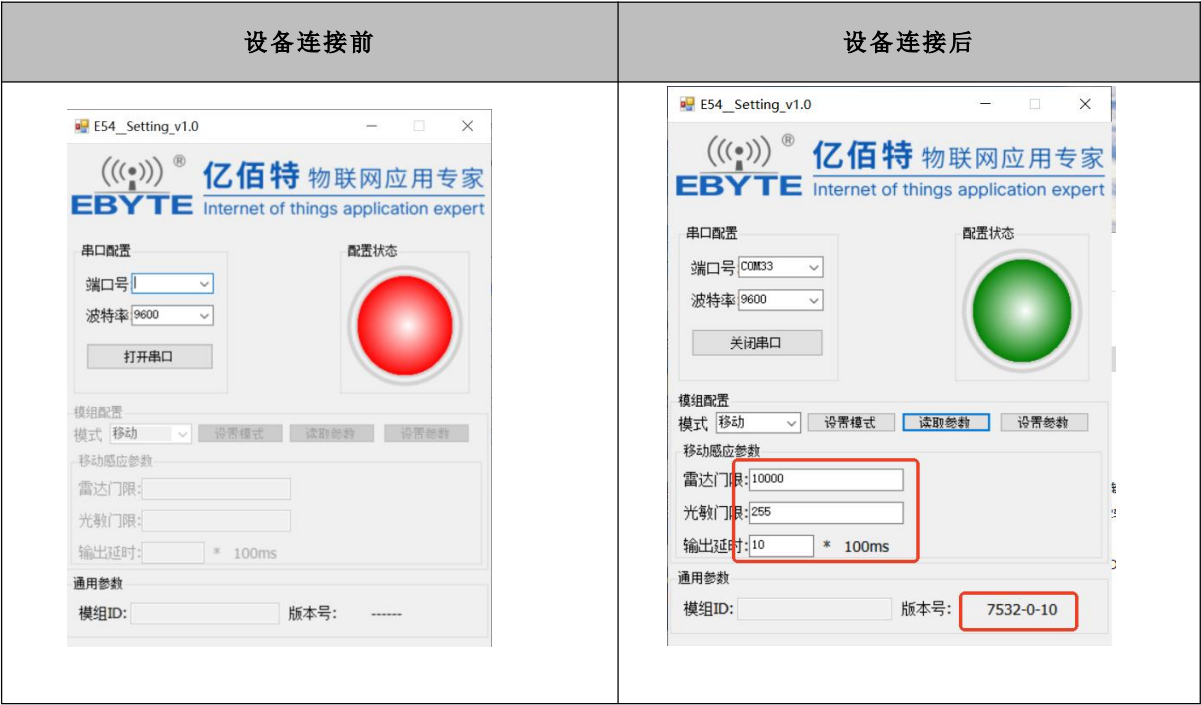 设备连接前
设备连接后
E54__Setting_v1.0
®
亿佰特 物联网应用专家
EBYTE Internet of things application expert
串口配置
配置状态
端口号
波特率 9600
打开串口
模组配置
模式 移动 设置模式 读取参数 设置参数
移动感应参数
雷达门限:
光敏门限:
输出延时: * 100ms
通用参数
模组ID: 版本号: ------
E54__Setting_v1.0
®
亿佰特 物联网应用专家
EBYTE Internet of things application expert
串口配置
配置状态
端口号 COM33
波特率 9600
关闭串口
模组配置
模式 移动 设置模式 读取参数 设置参数
移动感应参数
雷达门限: 10000
光敏门限: 255
输出延时: 10 * 100ms
通用参数
模组ID: 版本号: 7532-0-10